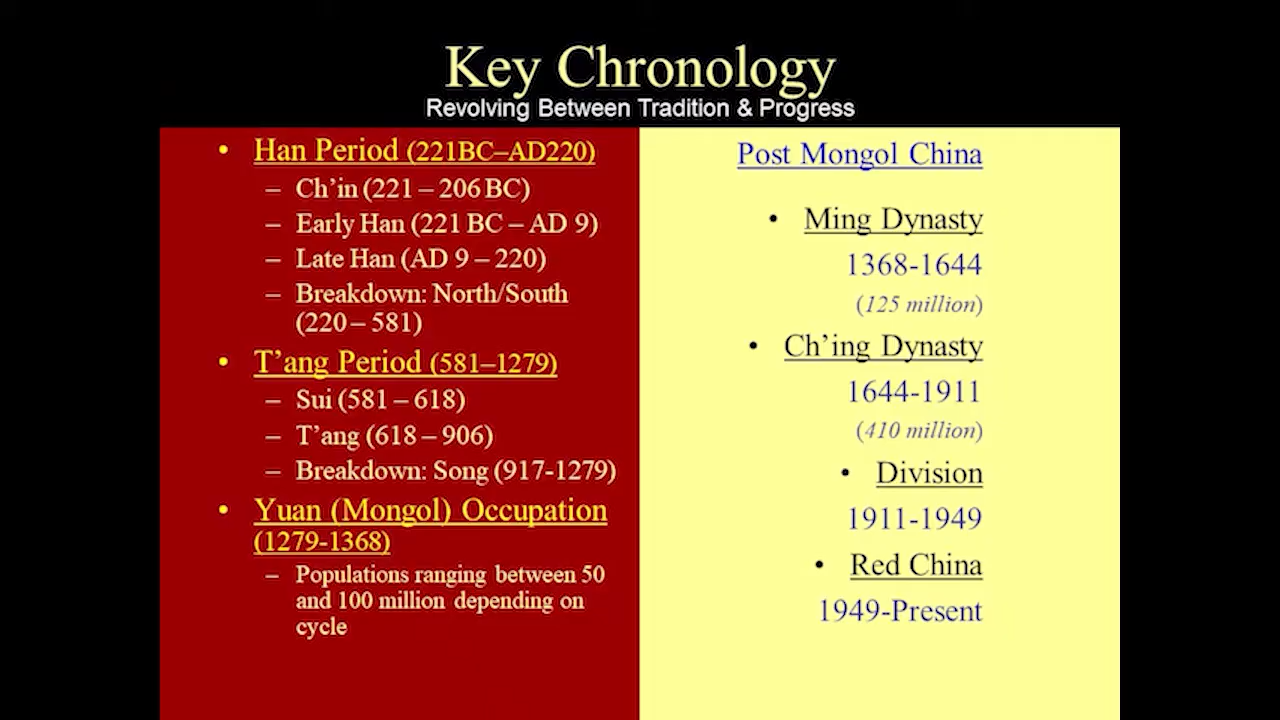 Key Chronology
Revolving Between Tradition & Progress
• Han Period (221BC–AD220)
– Ch’in (221 – 206 BC)
– Early Han (221 BC – AD 9)
– Late Han (AD 9 – 220)
– Breakdown: North/South
(220 – 581)
• T’ang Period (581–1279)
– Sui (581 – 618)
– T’ang (618 – 906)
– Breakdown: Song (917-1279)
• Yuan (Mongol) Occupation
(1279-1368)
– Populations ranging between 50
and 100 million depending on
cycle
Post Mongol China
• Ming Dynasty
1368-1644
(125 million)
• Ch’ing Dynasty
1644-1911
(410 million)
• Division
1911-1949
• Red China
1949-Present